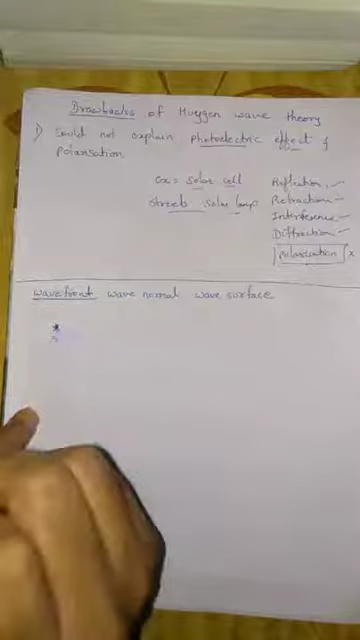 Drawbacks of Huygen wave theory
1) Could not explain photoelectric effect &
Polarisation
ex = solar cell
streets solar lamp
Reflection, ✓
Refraction ✓
Interference ✓
Diffraction ✓
Polarisation x
Wavefront wave normal wave surface